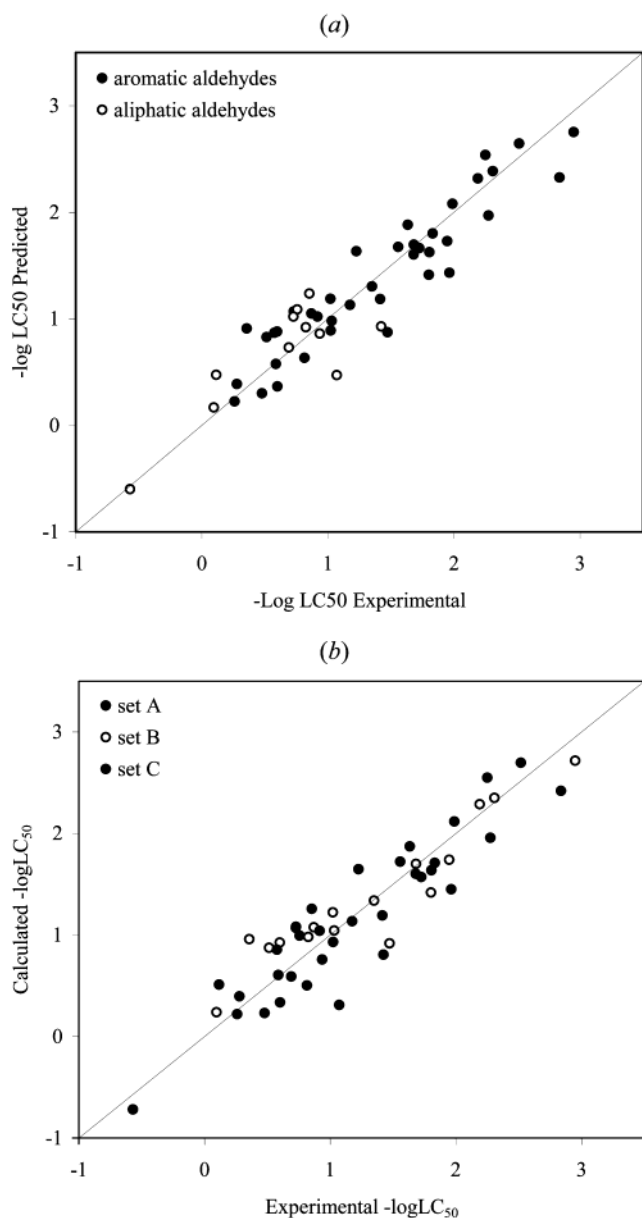 (a)
aromatic aldehydes
aliphatic aldehydes
3
2
1
0
-1
-log LC50 Predicted
-1 0 1 2 3
-Log LC50 Experimental
(b)
set A
set B
set C
3
2
1
0
-1
Calculated -logLC₅₀
-1 0 1 2 3
Experimental -logLC₅₀